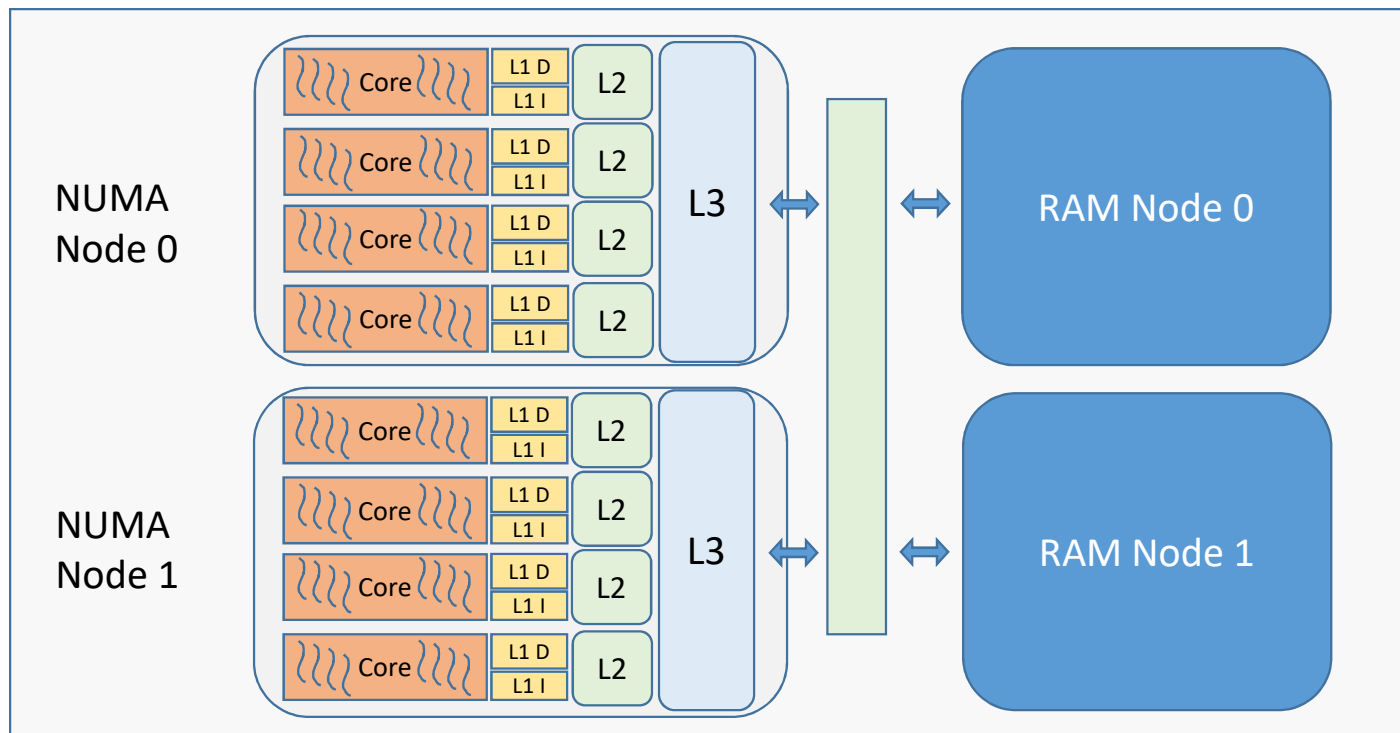 NUMA
Node 0
Core
L1 D
L1 I
L2
Core
L1 D
L1 I
L2
Core
L1 D
L1 I
L2
Core
L1 D
L1 I
L2
L3
RAM Node 0
NUMA
Node 1
Core
L1 D
L1 I
L2
Core
L1 D
L1 I
L2
Core
L1 D
L1 I
L2
Core
L1 D
L1 I
L2
L3
RAM Node 1